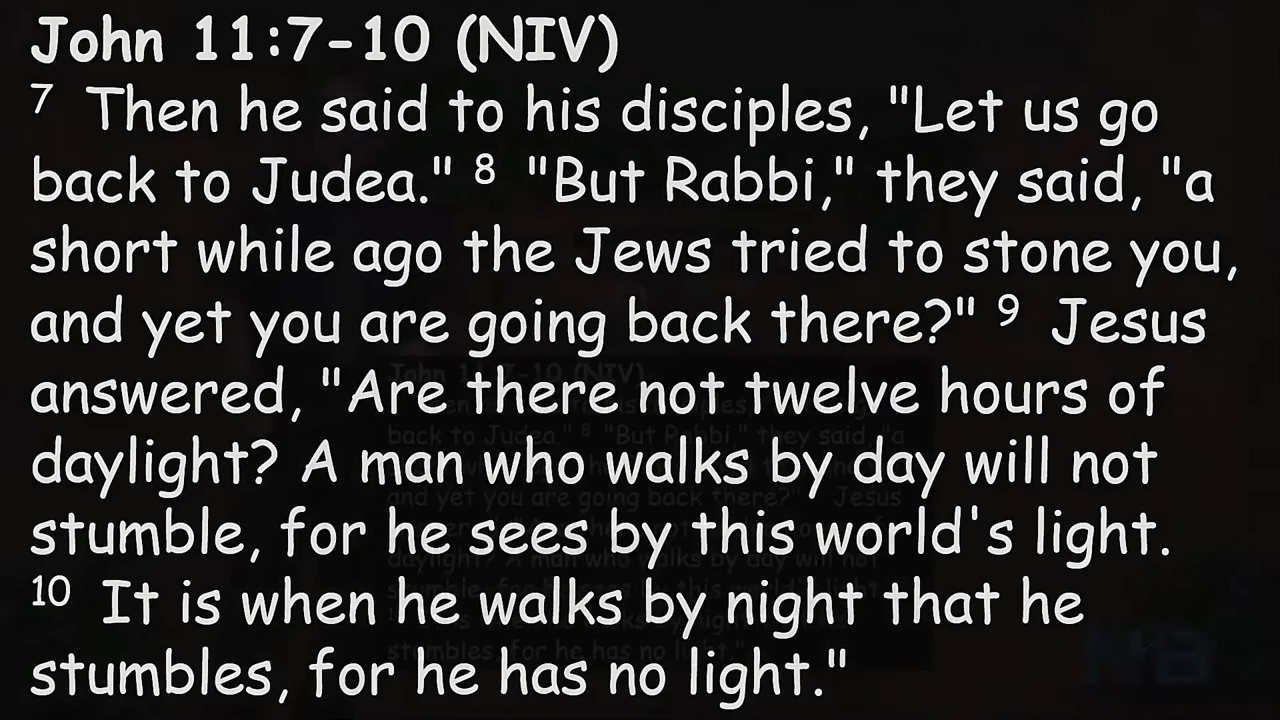 John 11:7-10 (NIV)
7 Then he said to his disciples, "Let us go
back to Judea." 8 "But Rabbi," they said, "a
short while ago the Jews tried to stone you,
and yet you are going back there?" 9 Jesus
answered, "Are there not twelve hours of
daylight? A man who walks by day will not
stumble, for he sees by this world's light.
10 It is when he walks by night that he
stumbles, for he has no light."